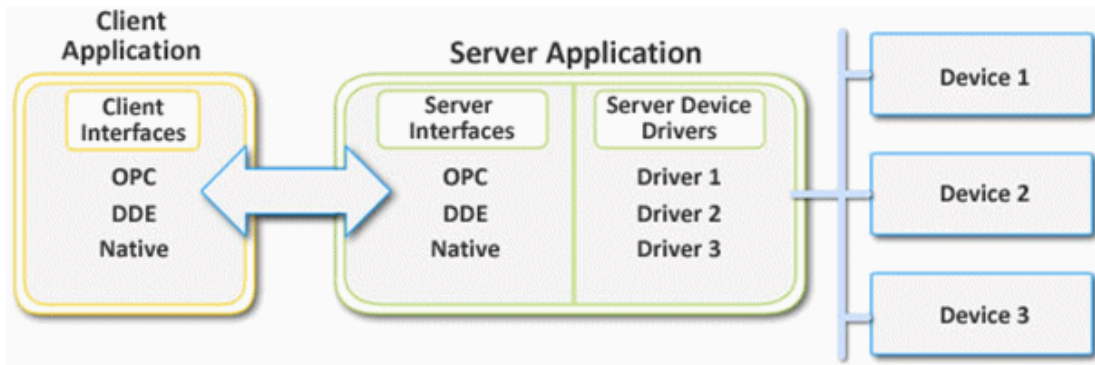 Client
Application
Client
Interfaces
OPC
DDE
Native
Server Application
Server
Interfaces
OPC
DDE
Native
Server Device
Drivers
Driver 1
Driver 2
Driver 3
Device 1
Device 2
Device 3